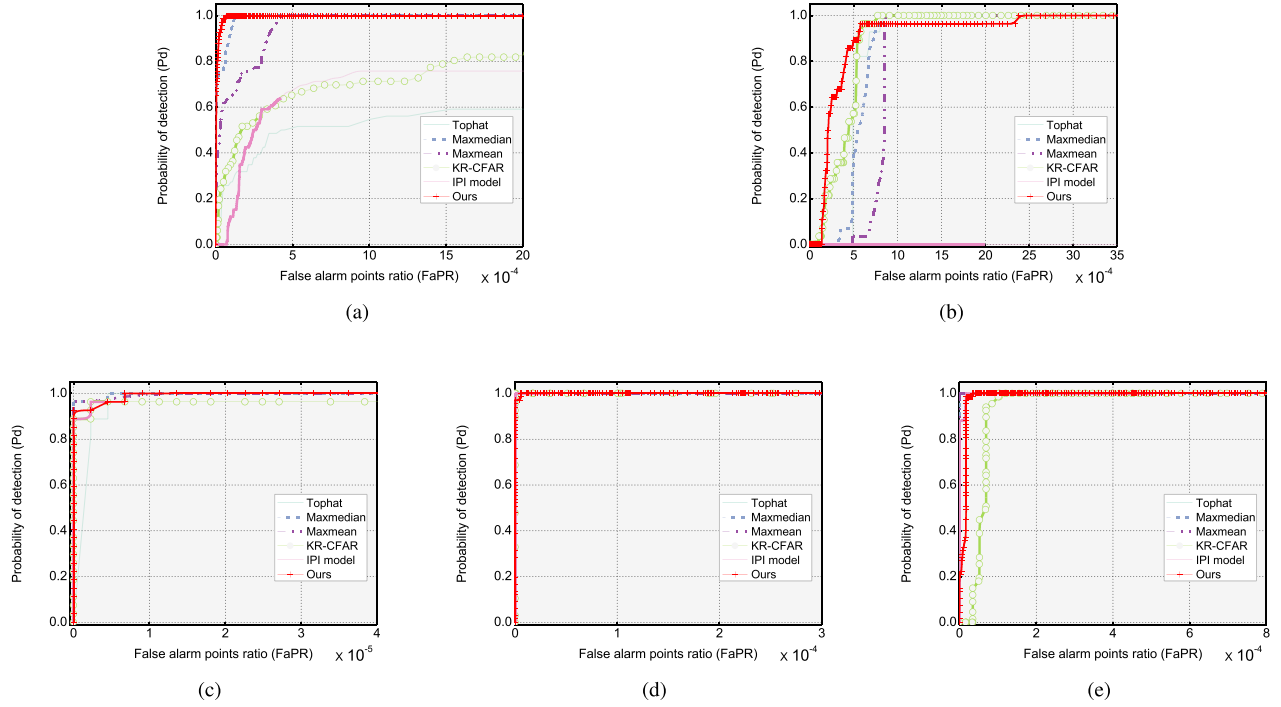 Probability of detection (Pd)
1.0
0.8
0.6
0.4
0.2
0.0
Tophat
Maxmedian
Maxmean
KR-CFAR
IPI model
Ours
0 5 10 15 20
False alarm points ratio (FaPR) x 10-4
(a)
Probability of detection (Pd)
1.0
0.8
0.6
0.4
0.2
0.0
Tophat
Maxmedian
Maxmean
KR-CFAR
IPI model
Ours
0 5 10 15 20 25 30 35
False alarm points ratio (FaPR) x 10-4
(b)
Probability of detection (Pd)
1.0
0.8
0.6
0.4
0.2
0.0
Tophat
Maxmedian
Maxmean
KR-CFAR
IPI model
Ours
0 1 2 3 4
False alarm points ratio (FaPR) x 10-5
(c)
Probability of detection (Pd)
1.0
0.8
0.6
0.4
0.2
0.0
Tophat
Maxmedian
Maxmean
KR-CFAR
IPI model
Ours
0 1 2 3
False alarm points ratio (FaPR) x 10-4
(d)
Probability of detection (Pd)
1.0
0.8
0.6
0.4
0.2
0.0
Tophat
Maxmedian
Maxmean
KR-CFAR
IPI model
Ours
0 2 4 6 8
False alarm points ratio (FaPR) x 10-4
(e)